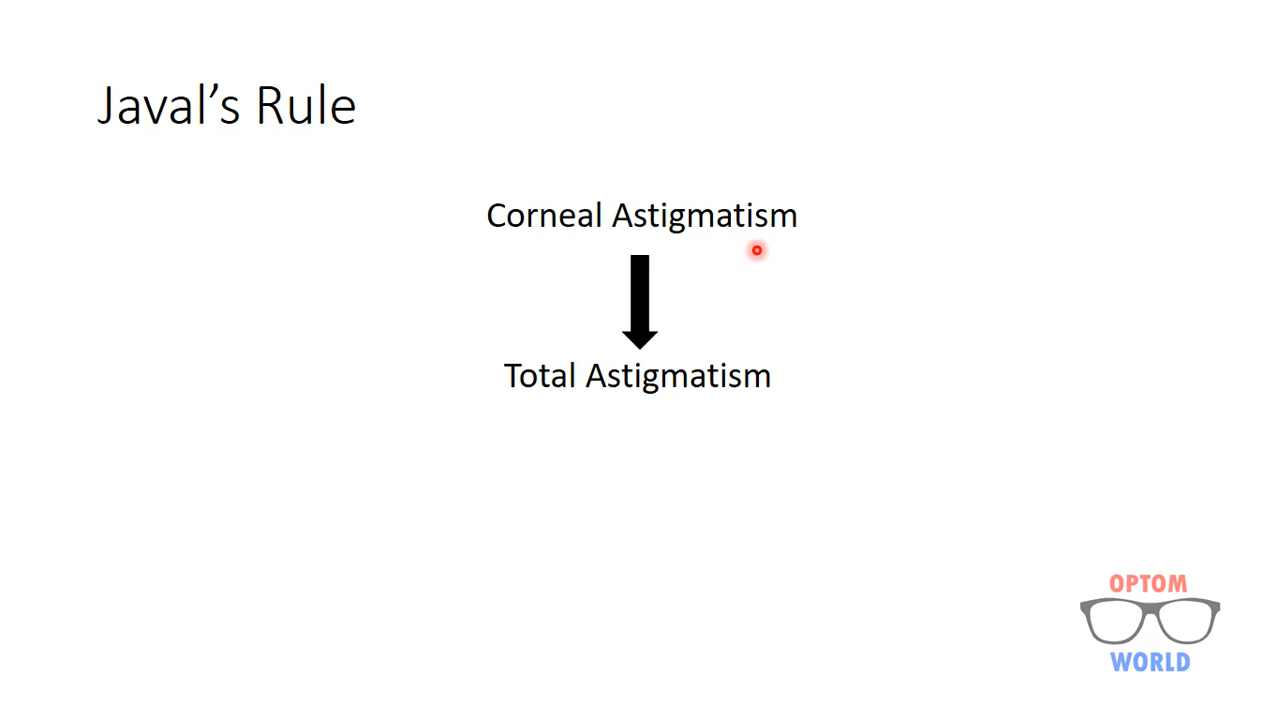 Javal’s Rule
Corneal Astigmatism
Total Astigmatism
OPTOM
WORLD